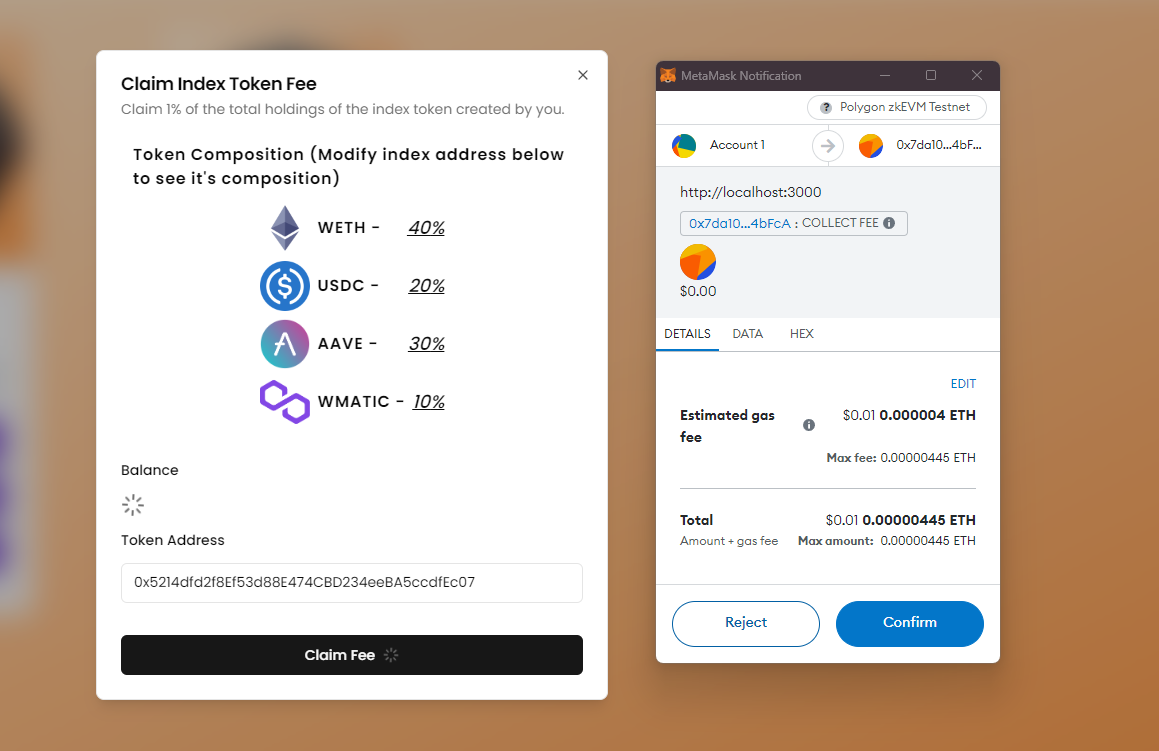 Claim Index Token Fee
Claim 1% of the total holdings of the index token created by you.
Token Composition (Modify index address below
to see it's composition)
WETH - 40%
USDC - 20%
AAVE - 30%
WMATIC - 10%
Balance
Token Address
0x5214dfd2f8Ef53d88E474CBD234eeBA5ccdfEc07
Claim Fee
MetaMask Notification
? Polygon zkEVM Testnet
Account 1
0x7da10...4bF...
http://localhost:3000
0x7da10...4bFcA : COLLECT FEE
$0.00
DETAILS DATA HEX
EDIT
Estimated gas
fee
$0.01 0.000004 ETH
Max fee: 0.00000445 ETH
Total $0.01 0.00000445 ETH
Amount + gas fee Max amount: 0.00000445 ETH
Reject Confirm